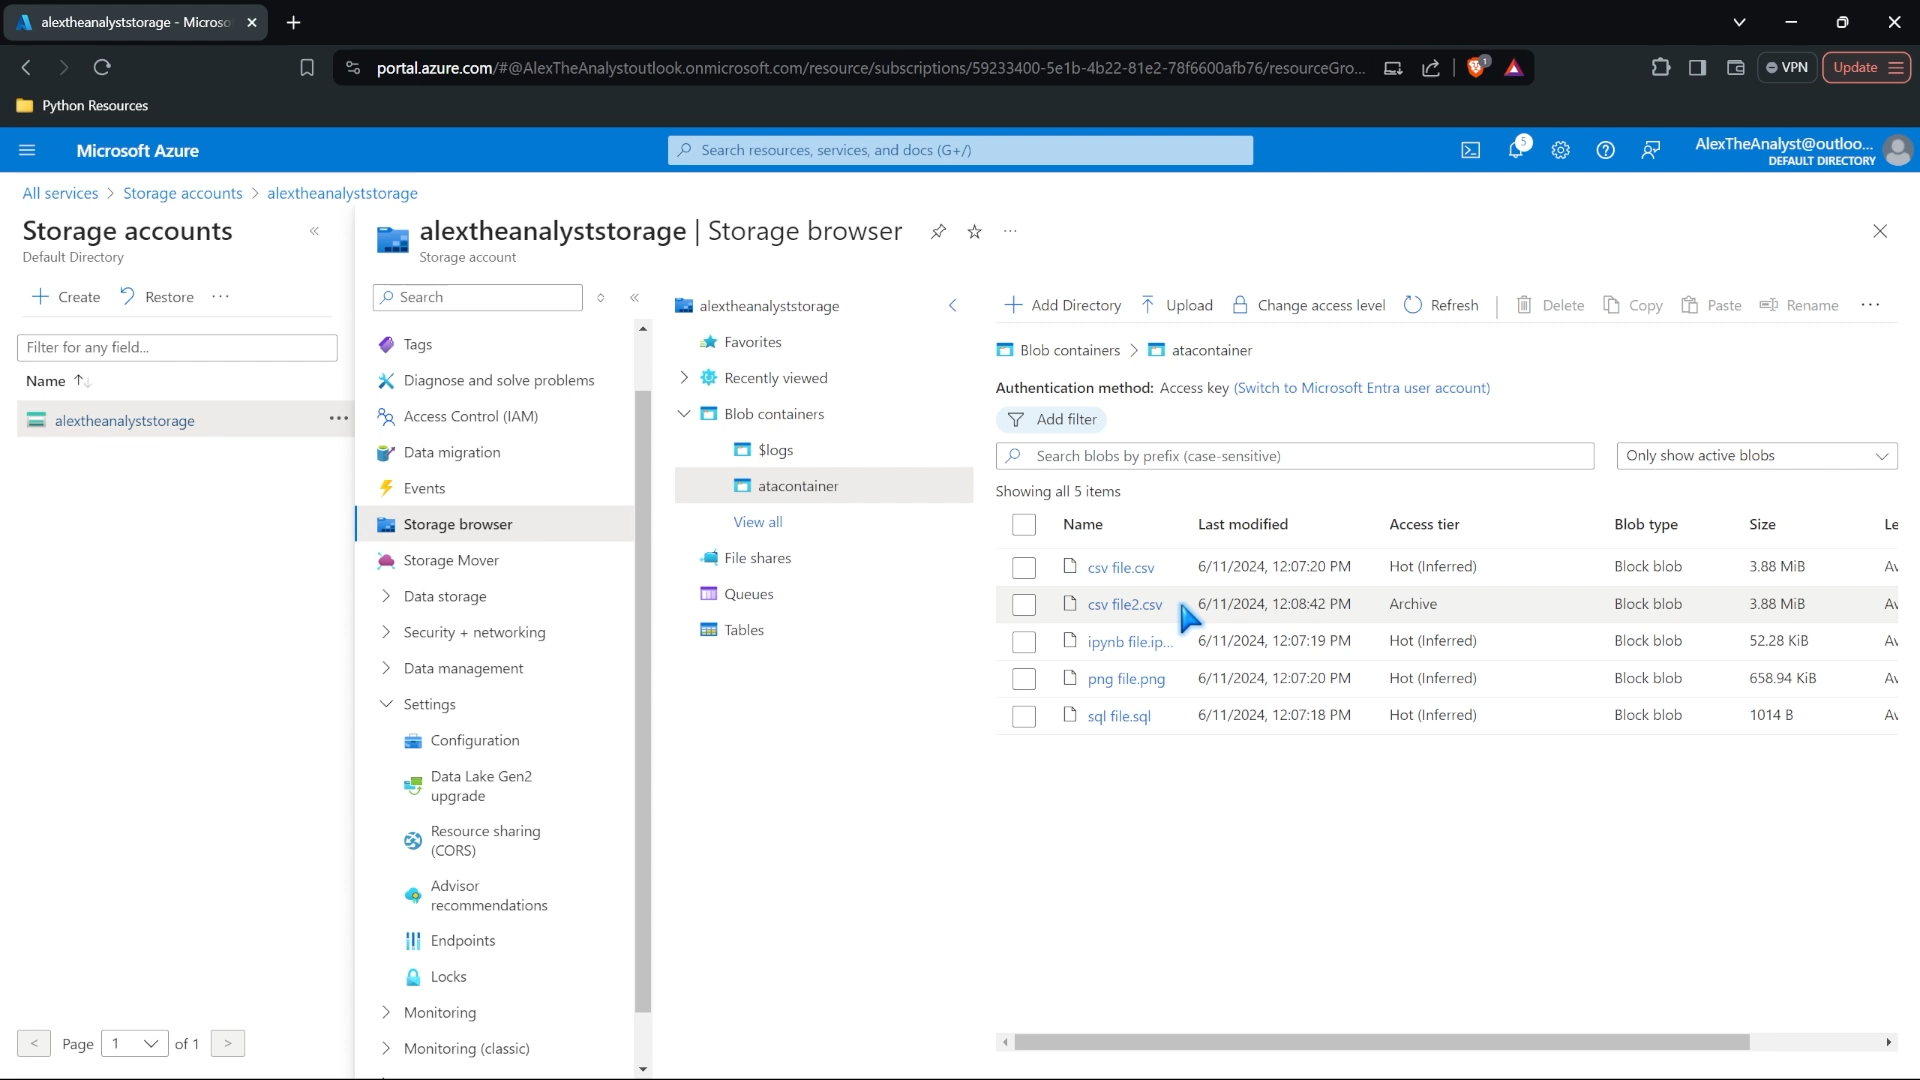 alextheanalyststorage - Microso
portal.azure.com/#@AlexTheAnalystoutlook.onmicrosoft.com/resource/subscriptions/59233400-5e1b-4b22-81e2-78f6600afb76/resourceGro...
1
VPN
Update
Python Resources
Microsoft Azure
Search resources, services, and docs (G+/)
5
AlexTheAnalyst@outloo...
DEFAULT DIRECTORY
All services > Storage accounts > alextheanalyststorage
Storage accounts
Default Directory
Create
Restore
Filter for any field...
Name
alextheanalyststorage
< Page 1 of 1 >
alextheanalyststorage | Storage browser
Storage account
Search
Tags
Diagnose and solve problems
Access Control (IAM)
Data migration
Events
Storage browser
Storage Mover
Data storage
Security + networking
Data management
Settings
Configuration
Data Lake Gen2
upgrade
Resource sharing
(CORS)
Advisor
recommendations
Endpoints
Locks
Monitoring
Monitoring (classic)
alextheanalyststorage
Favorites
Recently viewed
Blob containers
$logs
atacontainer
View all
File shares
Queues
Tables
Add Directory
Upload
Change access level
Refresh
Delete
Copy
Paste
Rename
Blob containers > atacontainer
Authentication method: Access key (Switch to Microsoft Entra user account)
Add filter
Search blobs by prefix (case-sensitive)
Only show active blobs
Showing all 5 items
Name Last modified Access tier Blob type Size Le
csv file.csv 6/11/2024, 12:07:20 PM Hot (Inferred) Block blob 3.88 MiB Av
csv file2.csv 6/11/2024, 12:08:42 PM Archive Block blob 3.88 MiB Av
ipynb file.ip... 6/11/2024, 12:07:19 PM Hot (Inferred) Block blob 52.28 KiB Av
png file.png 6/11/2024, 12:07:20 PM Hot (Inferred) Block blob 658.94 KiB Av
sql file.sql 6/11/2024, 12:07:18 PM Hot (Inferred) Block blob 1014 B Av